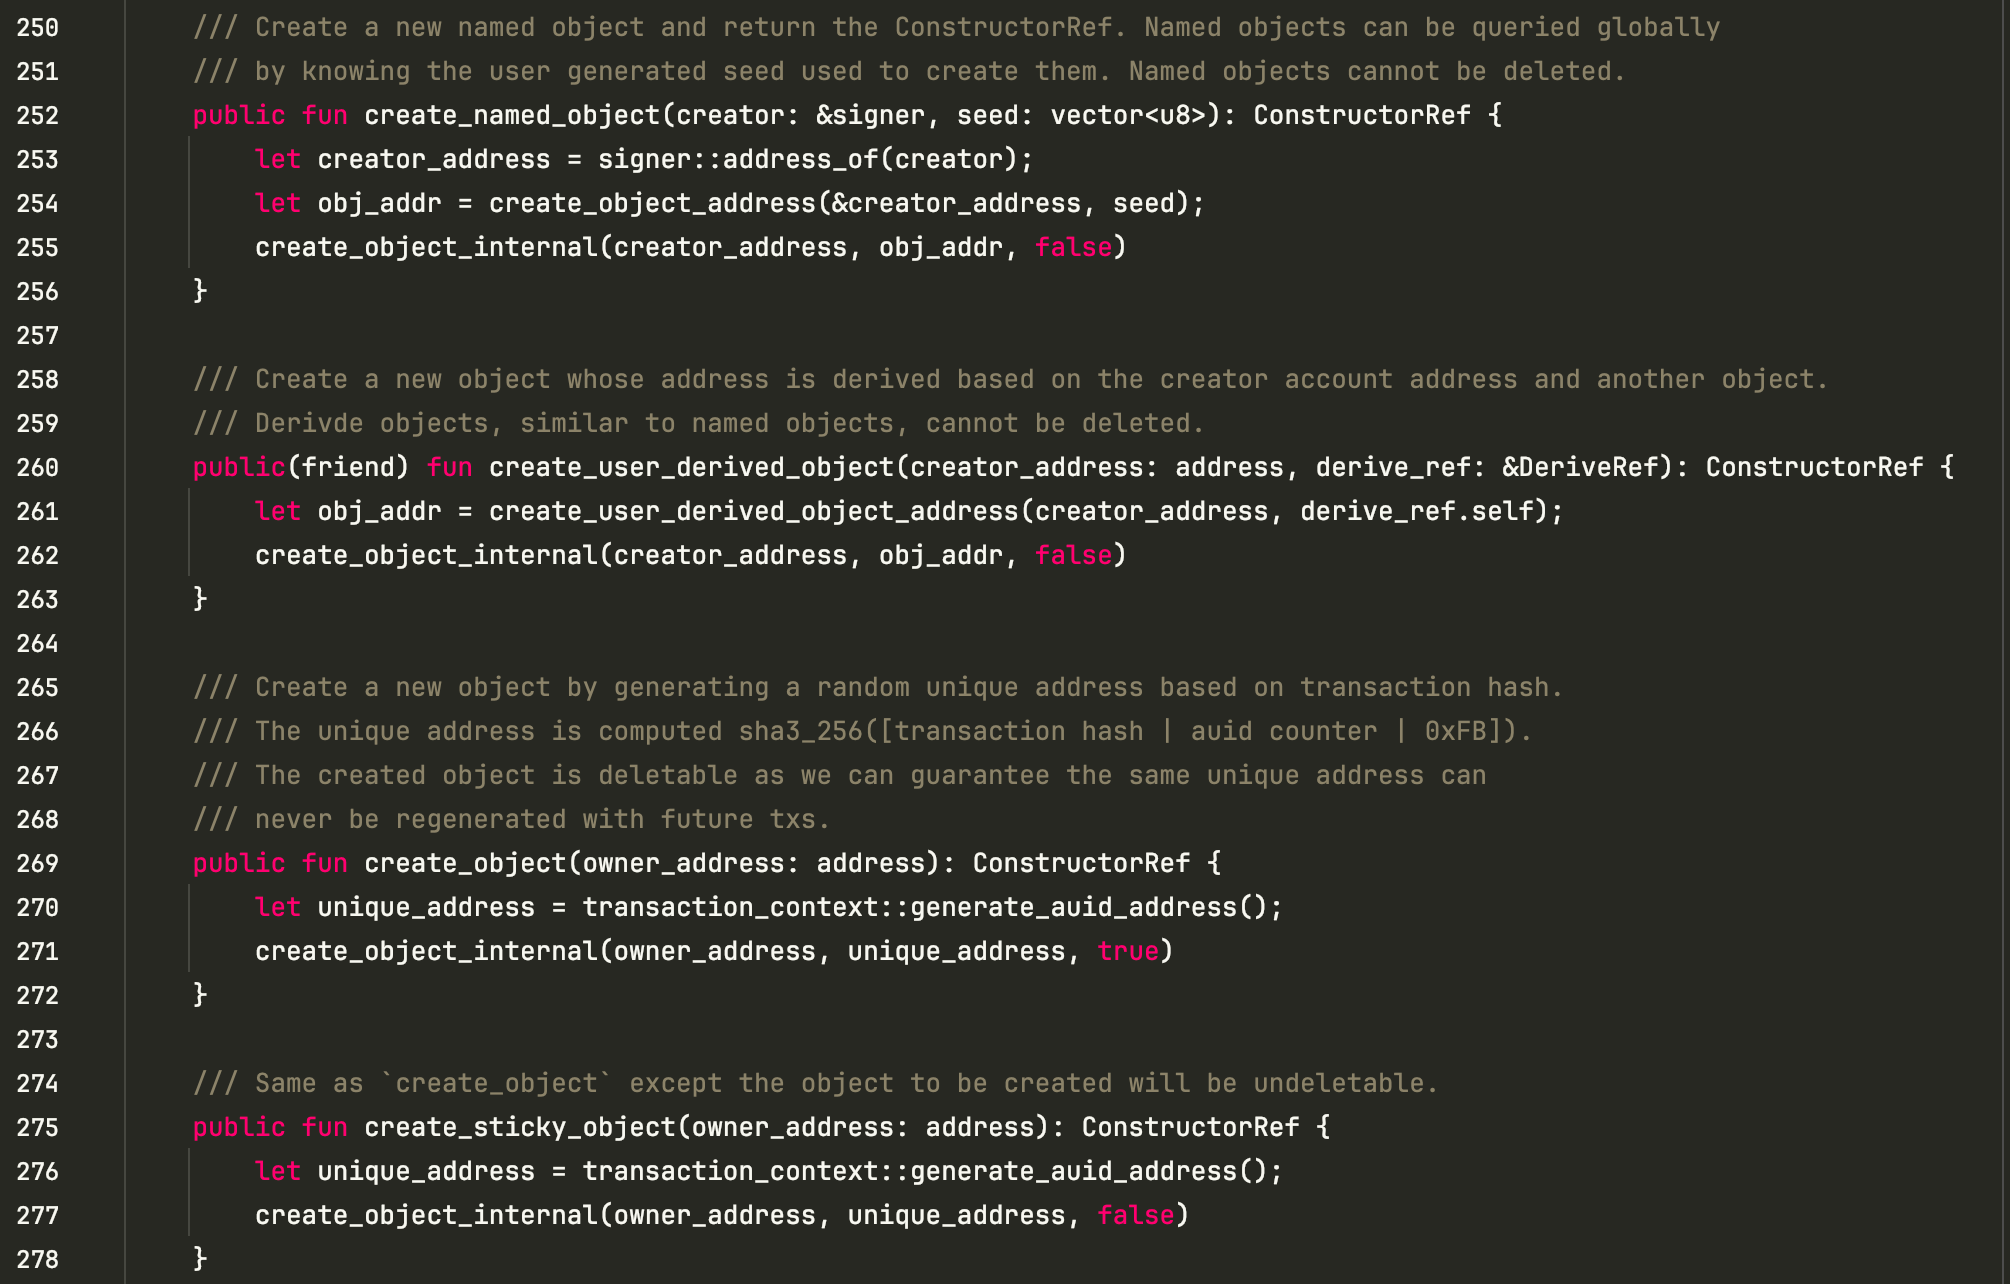 250 /// Create a new named object and return the ConstructorRef. Named objects can be queried globally
251 /// by knowing the user generated seed used to create them. Named objects cannot be deleted.
252 public fun create_named_object(creator: &signer, seed: vector<u8>): ConstructorRef {
253 let creator_address = signer::address_of(creator);
254 let obj_addr = create_object_address(&creator_address, seed);
255 create_object_internal(creator_address, obj_addr, false)
256 }
257
258 /// Create a new object whose address is derived based on the creator account address and another object.
259 /// Derivde objects, similar to named objects, cannot be deleted.
260 public(friend) fun create_user_derived_object(creator_address: address, derive_ref: &DeriveRef): ConstructorRef {
261 let obj_addr = create_user_derived_object_address(creator_address, derive_ref.self);
262 create_object_internal(creator_address, obj_addr, false)
263 }
264
265 /// Create a new object by generating a random unique address based on transaction hash.
266 /// The unique address is computed sha3_256([transaction hash | auid counter | 0xFB]).
267 /// The created object is deletable as we can guarantee the same unique address can
268 /// never be regenerated with future txs.
269 public fun create_object(owner_address: address): ConstructorRef {
270 let unique_address = transaction_context::generate_auid_address();
271 create_object_internal(owner_address, unique_address, true)
272 }
273
274 /// Same as `create_object` except the object to be created will be undeletable.
275 public fun create_sticky_object(owner_address: address): ConstructorRef {
276 let unique_address = transaction_context::generate_auid_address();
277 create_object_internal(owner_address, unique_address, false)
278 }